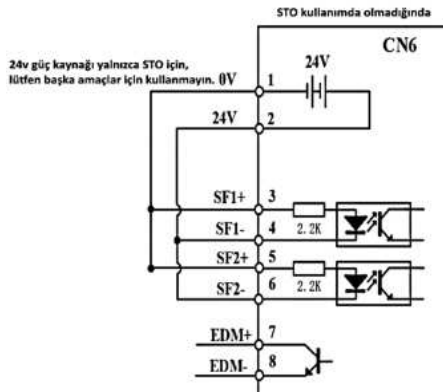 STO kullanımda olmadığında
CN6
24v güç kaynağı yalnızca STO için,
lütfen başka amaçlar için kullanmayın.
0V 1
24V
24V 2
SF1+ 3
2.2K
SF1- 4
SF2+ 5
2.2K
SF2- 6
EDM+ 7
EDM- 8